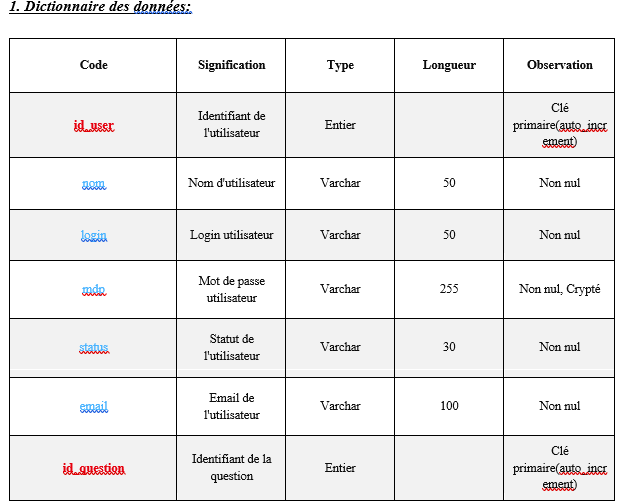 1. Dictionnaire des données:
Code Signification Type Longueur Observation
id_user Identifiant de l'utilisateur Entier Clé primaire(auto_incrément)
nom Nom d'utilisateur Varchar 50 Non nul
login Login utilisateur Varchar 50 Non nul
mdp Mot de passe utilisateur Varchar 255 Non nul, Crypté
status Statut de l'utilisateur Varchar 30 Non nul
email Email de l'utilisateur Varchar 100 Non nul
id_question Identifiant de la question Entier Clé primaire(auto_incrément)